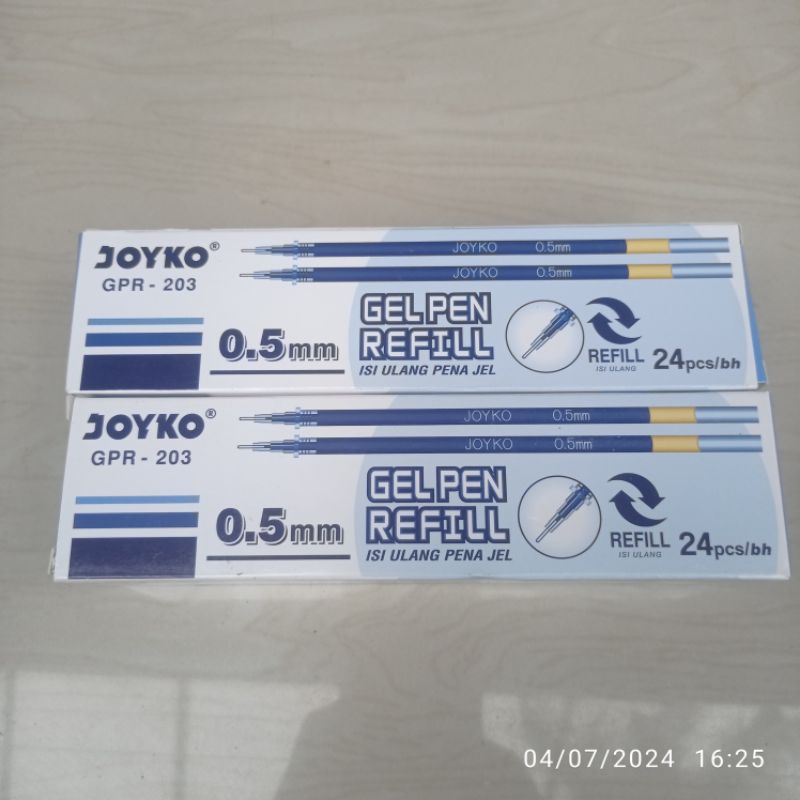 JOYKO®
GPR - 203
JOYKO 0.5mm
JOYKO 0.5mm
0.5mm
GEL PEN
REFILL
ISI ULANG PENA JEL
REFILL
ISI ULANG
24pcs/bh
JOYKO®
GPR - 203
JOYKO 0.5mm
JOYKO 0.5mm
0.5mm
GEL PEN
REFILL
ISI ULANG PENA JEL
REFILL
ISI ULANG
24pcs/bh
04/07/2024 16:25